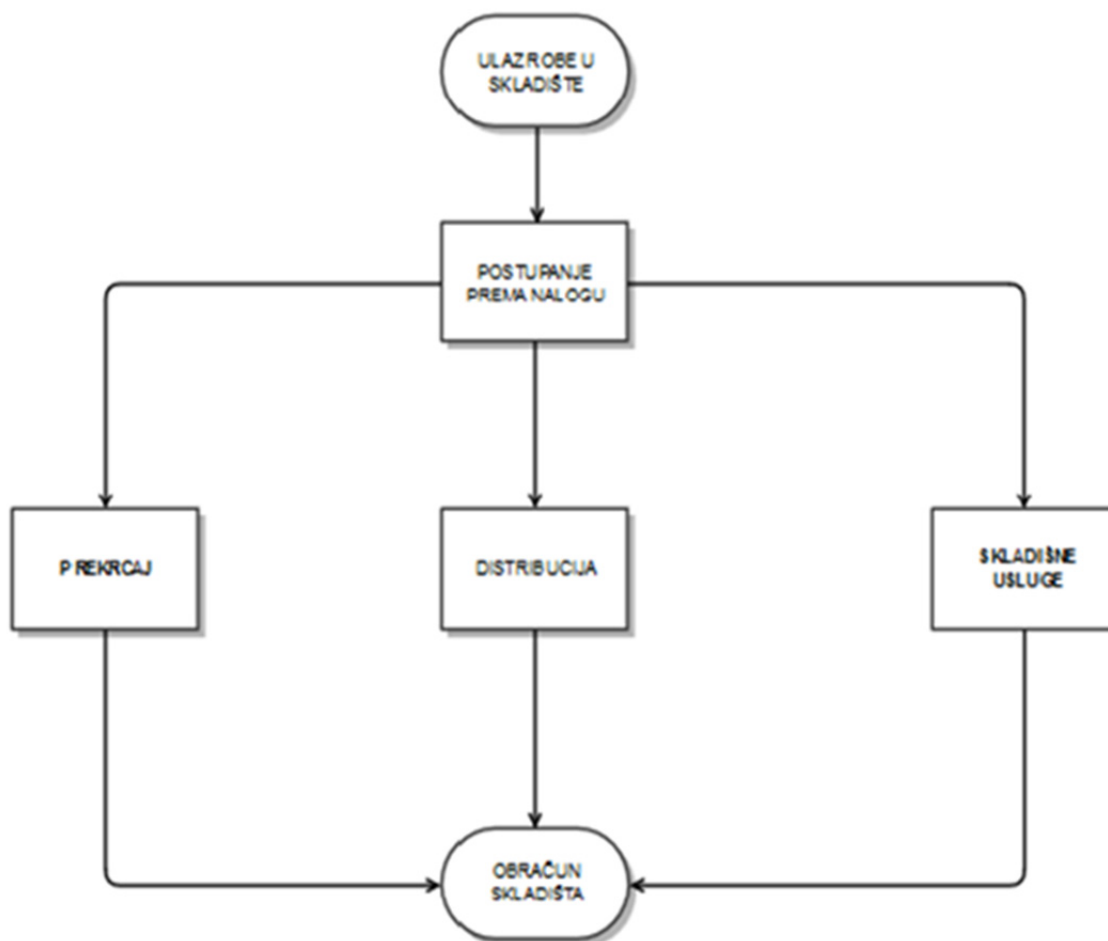 ULAZ ROBE U
SKLADIŠTE
POSTUPANJE
PREMA NALOGU
PREKRCAJ
DISTRIBUCIJA
SKLADIŠNE
USLUGE
OBRAČUN
SKLADIŠTA